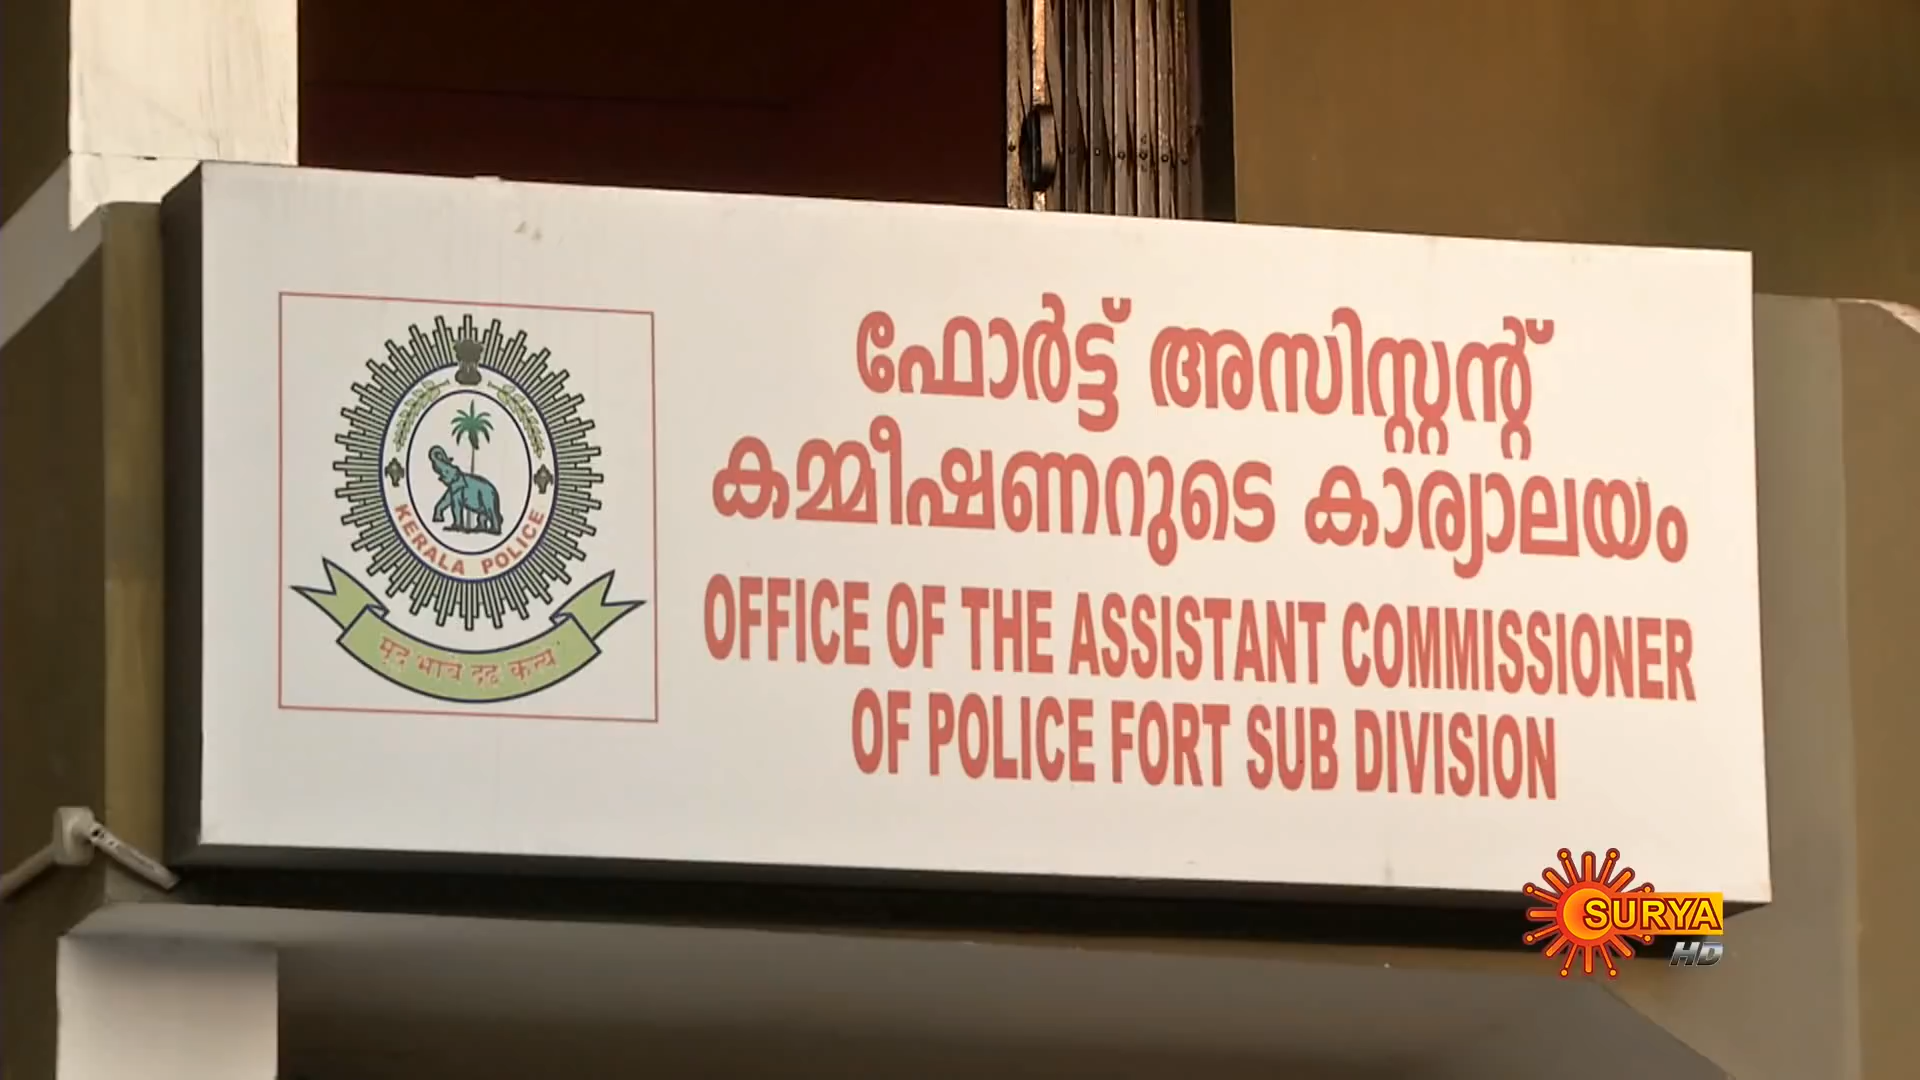 ഫോർട്ട് അസിസ്റ്റന്റ്
കമ്മീഷണറുടെ കാര്യാലയം
OFFICE OF THE ASSISTANT COMMISSIONER
OF POLICE FORT SUB DIVISION
KERALA POLICE
मृदु भावे दृढ कृत्ये
SURYA
HD